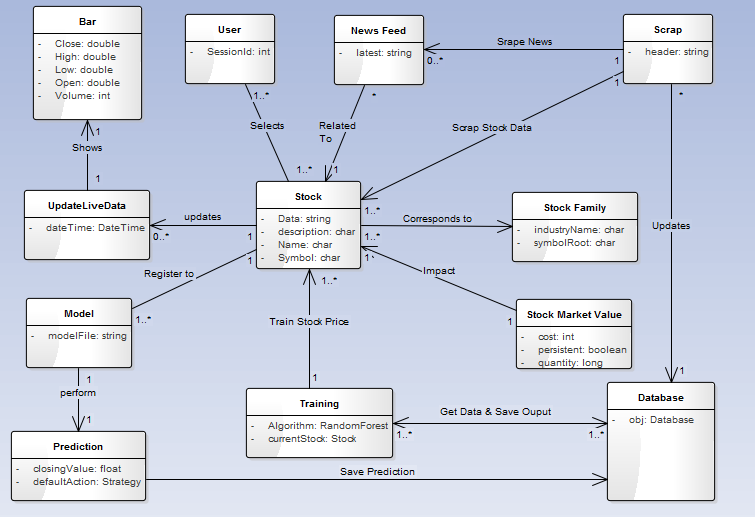 Bar
- Close: double
- High: double
- Low: double
- Open: double
- Volume: int
User
- SessionId: int
News Feed
- latest: string
Scrap
- header: string
Srape News
0..*
1
1
*
1..*
*
1
Shows
1
Selects
Related
To
Scrap Stock Data
1..*
1
1..*
UpdateLiveData
- dateTime: DateTime
updates
0..*
1
Stock
- Data: string
- description: char
- Name: char
- Symbol: char
Corresponds to
1..*
1
Stock Family
- industryName: char
- symbolRoot: char
Updates
Register to
1
1..*
Impact
1
1..*
Model
- modelFile: string
Train Stock Price
1
Stock Market Value
- cost: int
- persistent: boolean
- quantity: long
1
perform
1
1
Training
- Algorithm: RandomForest
- currentStock: Stock
Get Data & Save Ouput
1..*
1..*
Database
- obj: Database
Prediction
- closingValue: float
- defaultAction: Strategy
Save Prediction